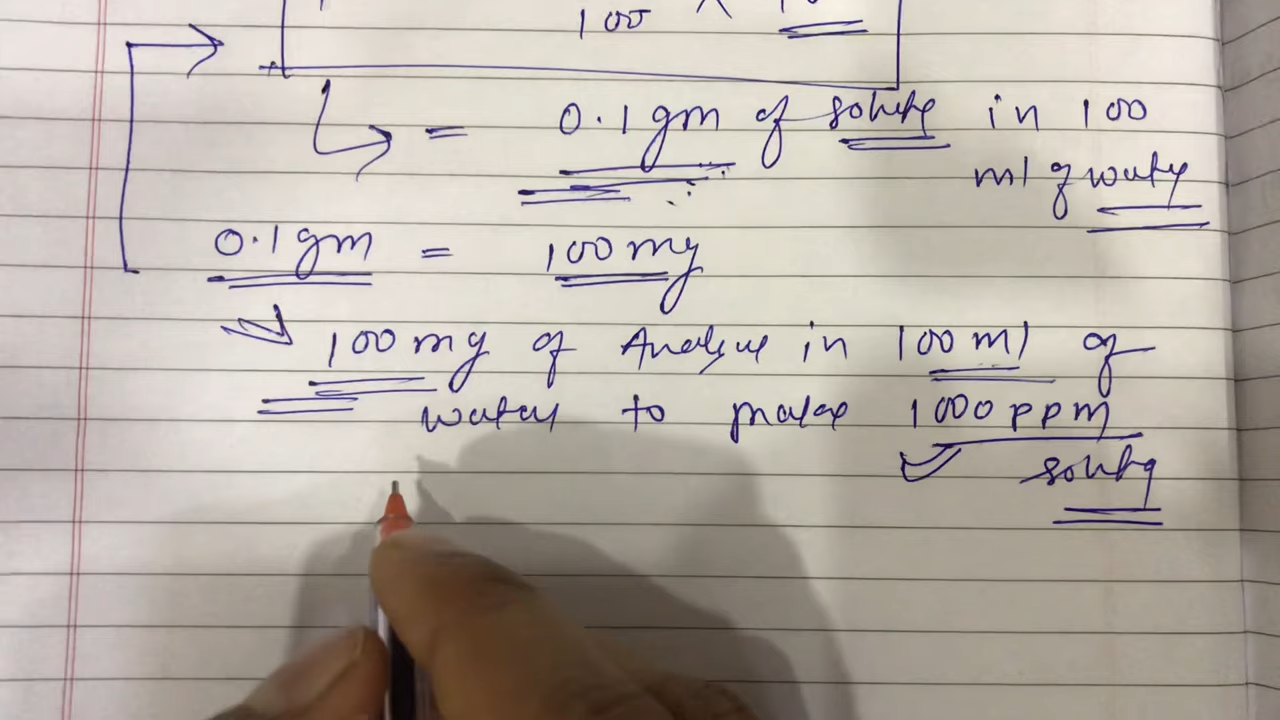 100 ×
= 0.1 gm of solute in 100
ml of water
0.1 gm = 100 mg
100 mg of Analyte in 100 ml of
water to make 1000 ppm